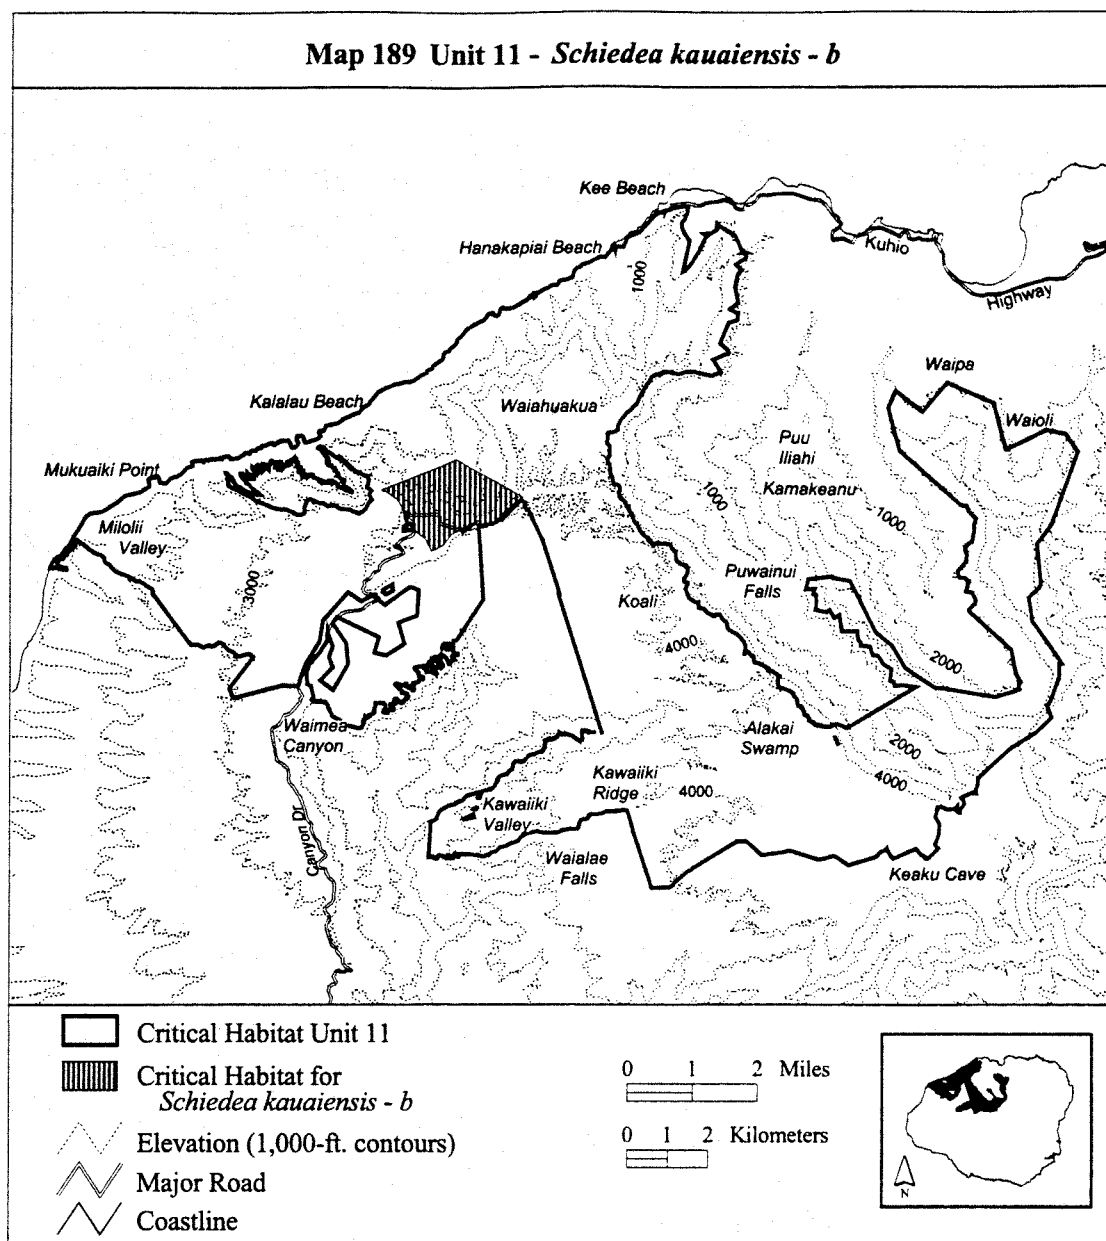 Map 189 Unit 11 - Schiedea kauaiensis - b
Kee Beach
Hanakapiai Beach
Kuhio
Highway
1000
Waipa
Kalalau Beach
Waiahuakua
Waioli
Puu
Iliahi
Mukuaiki Point
Kamakeanu
1000
1000
Milolii
Valley
3000
Puwainui
Falls
Koali
4000
2000
Waimea
Canyon
Alakai
Swamp
2000
4000
Kawaiiki
Ridge
4000
Kawaiiki
Valley
Canyon Dr
Waialae
Falls
Keaku Cave
Critical Habitat Unit 11
Critical Habitat for
Schiedea kauaiensis - b
Elevation (1,000-ft. contours)
Major Road
Coastline
0 1 2 Miles
0 1 2 Kilometers
N